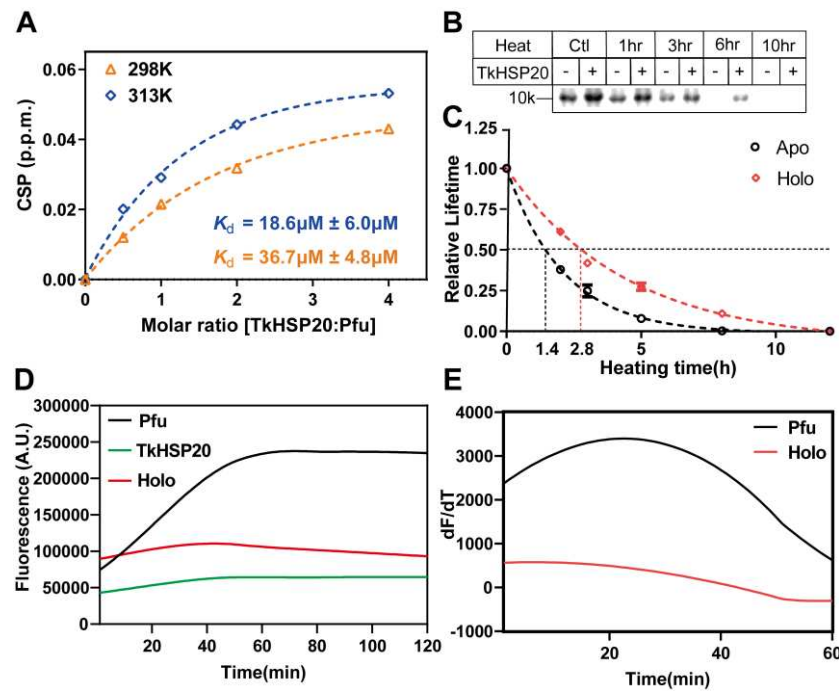 A
CSP (p.p.m.)
0.06
0.04
0.02
0.00
298K
313K
Kd = 18.6μM ± 6.0μM
Kd = 36.7μM ± 4.8μM
0 1 2 3 4
Molar ratio [TkHSP20:Pfu]
B
Heat Ctl 1hr 3hr 6hr 10hr
TkHSP20 - + - + - + - + - +
10k
C
Relative Lifetime
1.25
1.00
0.75
0.50
0.25
0.00
Apo
Holo
0 1.4 2.8 5 10
Heating time(h)
D
Fluorescence (A.U.)
300000
250000
200000
150000
100000
50000
0
Pfu
TkHSP20
Holo
20 40 60 80 100 120
Time(min)
E
dF/dT
4000
3000
2000
1000
0
-1000
Pfu
Holo
20 40 60
Time(min)